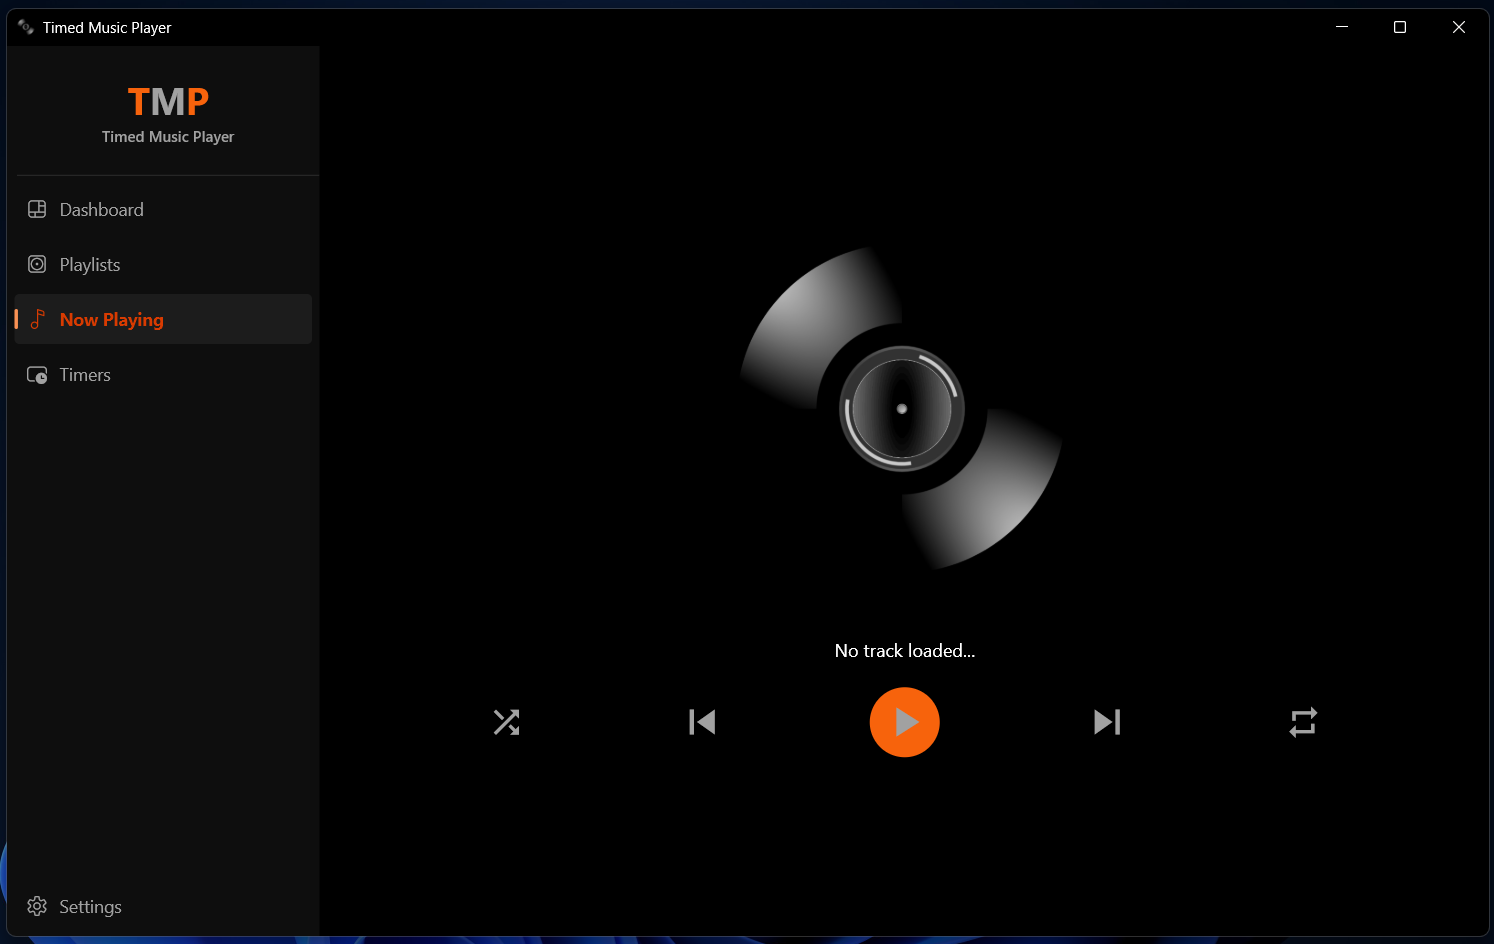 Timed Music Player
TMP
Timed Music Player
Dashboard
Playlists
Now Playing
Timers
No track loaded...
Settings